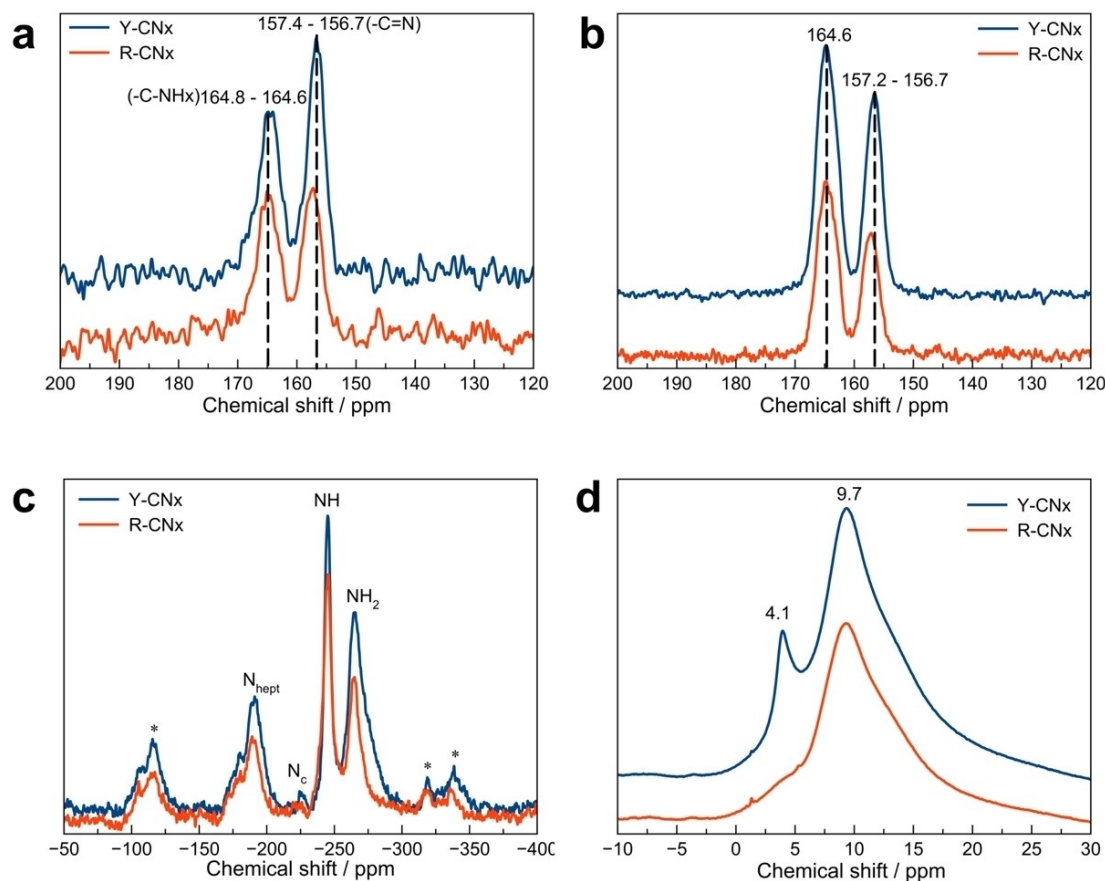 a
Y-CNx
R-CNx
157.4 - 156.7(-C=N)
(-C-NHx)164.8 - 164.6
200 190 180 170 160 150 140 130 120
Chemical shift / ppm
b
164.6
Y-CNx
R-CNx
157.2 - 156.7
200 190 180 170 165 160 155 150 140 130 120
Chemical shift / ppm
c
Y-CNx
R-CNx
NH
NH2
Nhept
*
Nc
*
*
−50 −100 −150 −200 −250 −300 −350 −400
Chemical shift / ppm
d
9.7
Y-CNx
R-CNx
4.1
−10 −5 0 5 10 15 20 25 30
Chemical shift / ppm